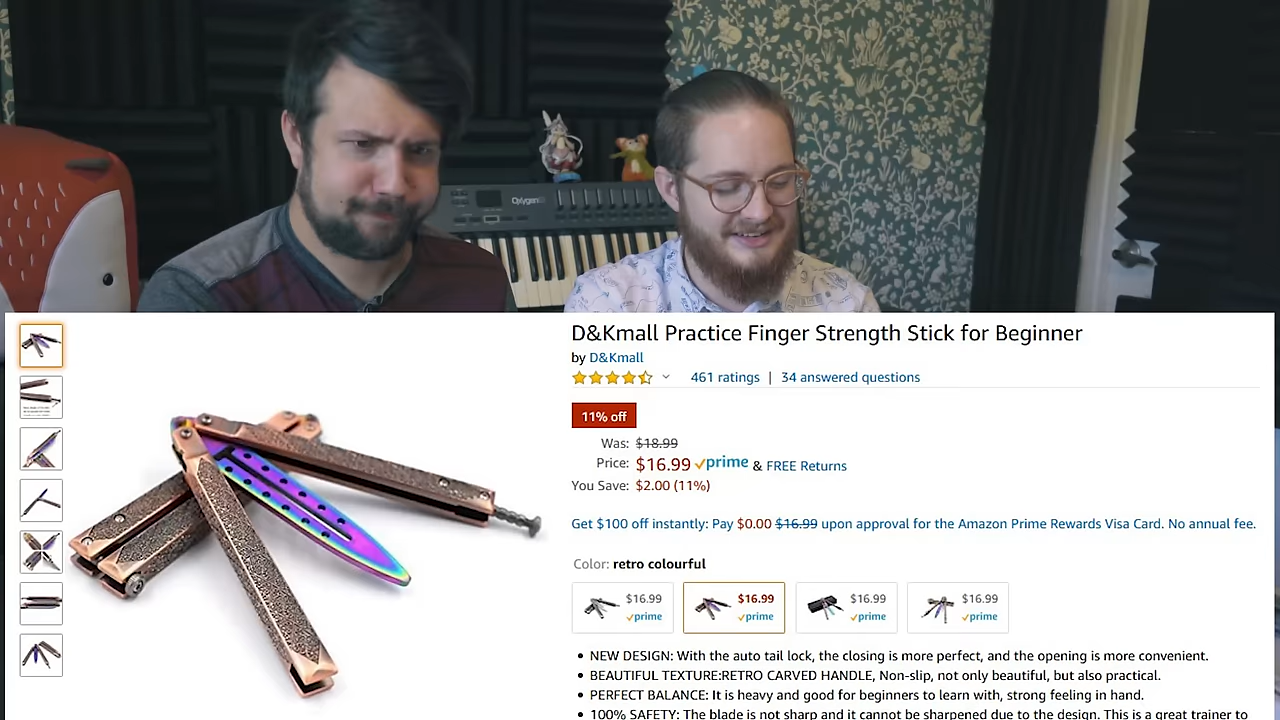 Oxygen
D&Kmall Practice Finger Strength Stick for Beginner
by D&Kmall
461 ratings | 34 answered questions
11% off
Was: $18.99
Price: $16.99 prime & FREE Returns
You Save: $2.00 (11%)
Get $100 off instantly: Pay $0.00 $16.99 upon approval for the Amazon Prime Rewards Visa Card. No annual fee.
Color: retro colourful
$16.99 $16.99 $16.99 $16.99
prime prime prime prime
• NEW DESIGN: With the auto tail lock, the closing is more perfect, and the opening is more convenient.
• BEAUTIFUL TEXTURE:RETRO CARVED HANDLE, Non-slip, not only beautiful, but also practical.
• PERFECT BALANCE: It is heavy and good for beginners to learn with, strong feeling in hand.
• 100% SAFETY: The blade is not sharp and it cannot be sharpened due to the design. This is a great trainer to